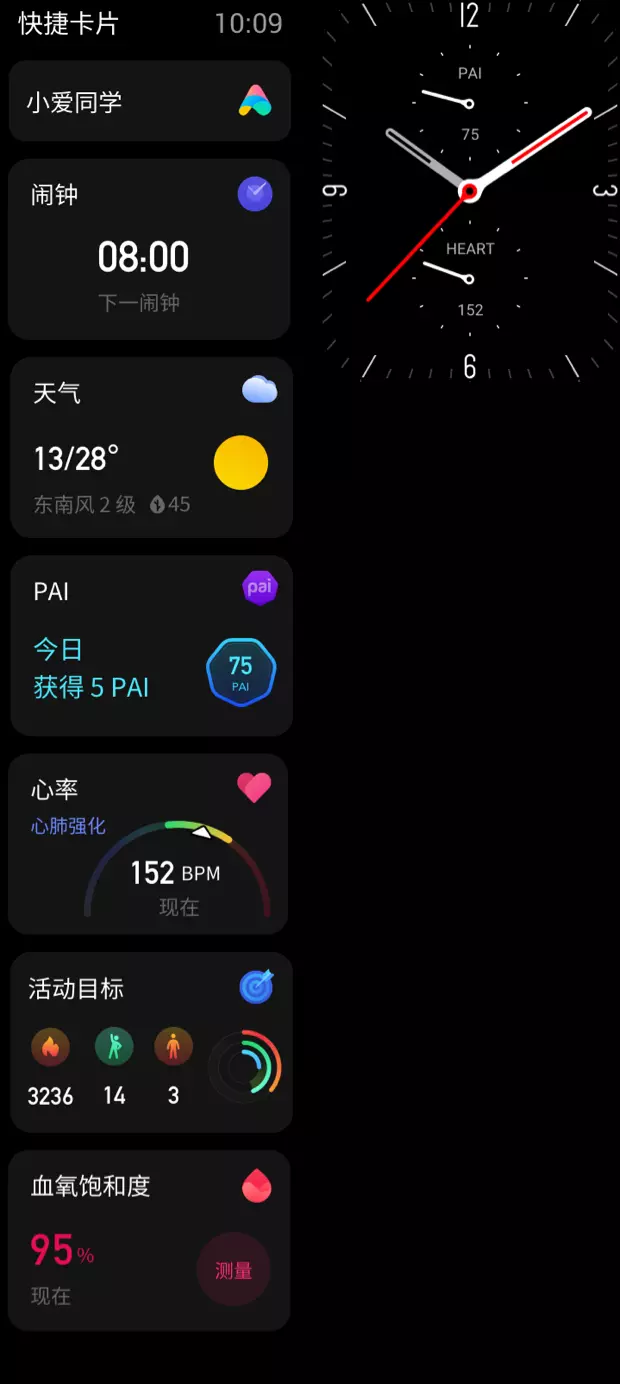 快捷卡片 10:09
小爱同学
闹钟
08:00
下一闹钟
天气
13/28°
东南风 2 级 45
PAI
pai
今日
获得 5 PAI
75
PAI
心率
心肺强化
152 BPM
现在
活动目标
3236 14 3
血氧饱和度
95%
现在
测量
12
PAI
75
9 3
HEART
152
6